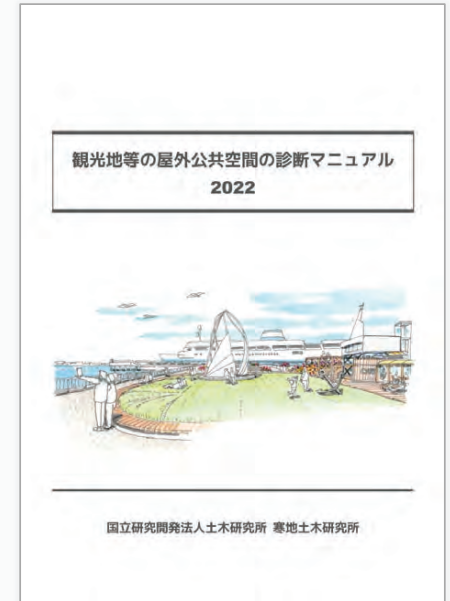 観光地等の屋外公共空間の診断マニュアル
2022
国立研究開発法人土木研究所 寒地土木研究所